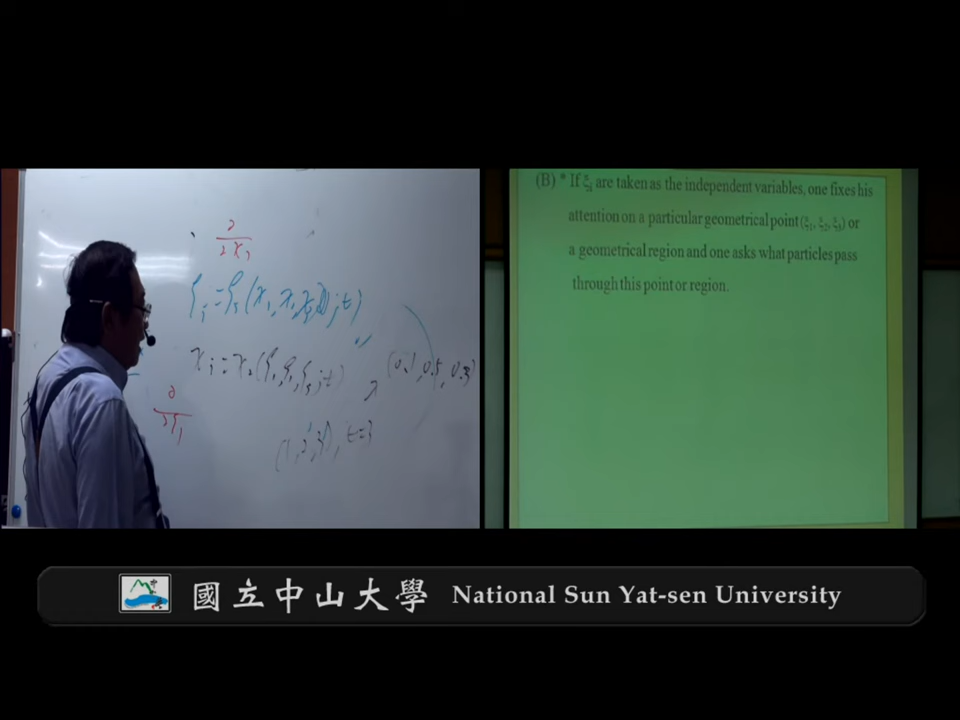 ∂
∂x₁
ξᵢ = ξᵢ(x₁, x₂, x₃; t)
xᵢ = xᵢ(ξ₁, ξ₂, ξ₃; t)
(0.1, 0.5, 0.3)
∂
∂ξ₁
(1, 2, 3), t=3
(B) * If ξᵢ are taken as the independent variables, one fixes his
attention on a particular geometrical point (ξ₁, ξ₂, ξ₃) or
a geometrical region and one asks what particles pass
through this point or region.
國立中山大學 National Sun Yat-sen University